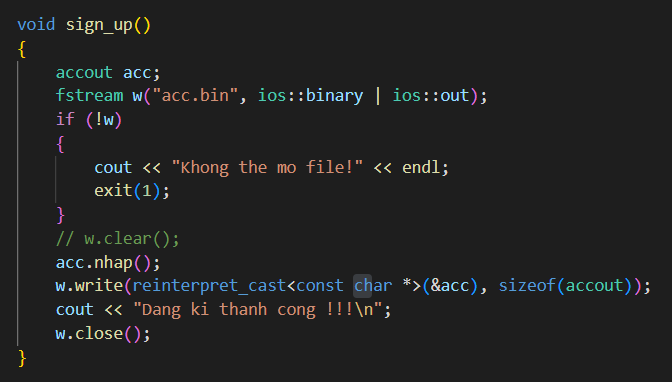 void sign_up()
{
    accout acc;
    fstream w("acc.bin", ios::binary | ios::out);
    if (!w)
    {
        cout << "Khong the mo file!" << endl;
        exit(1);
    }
    // w.clear();
    acc.nhap();
    w.write(reinterpret_cast<const char *>(&acc), sizeof(accout));
    cout << "Dang ki thanh cong !!!\n";
    w.close();
}